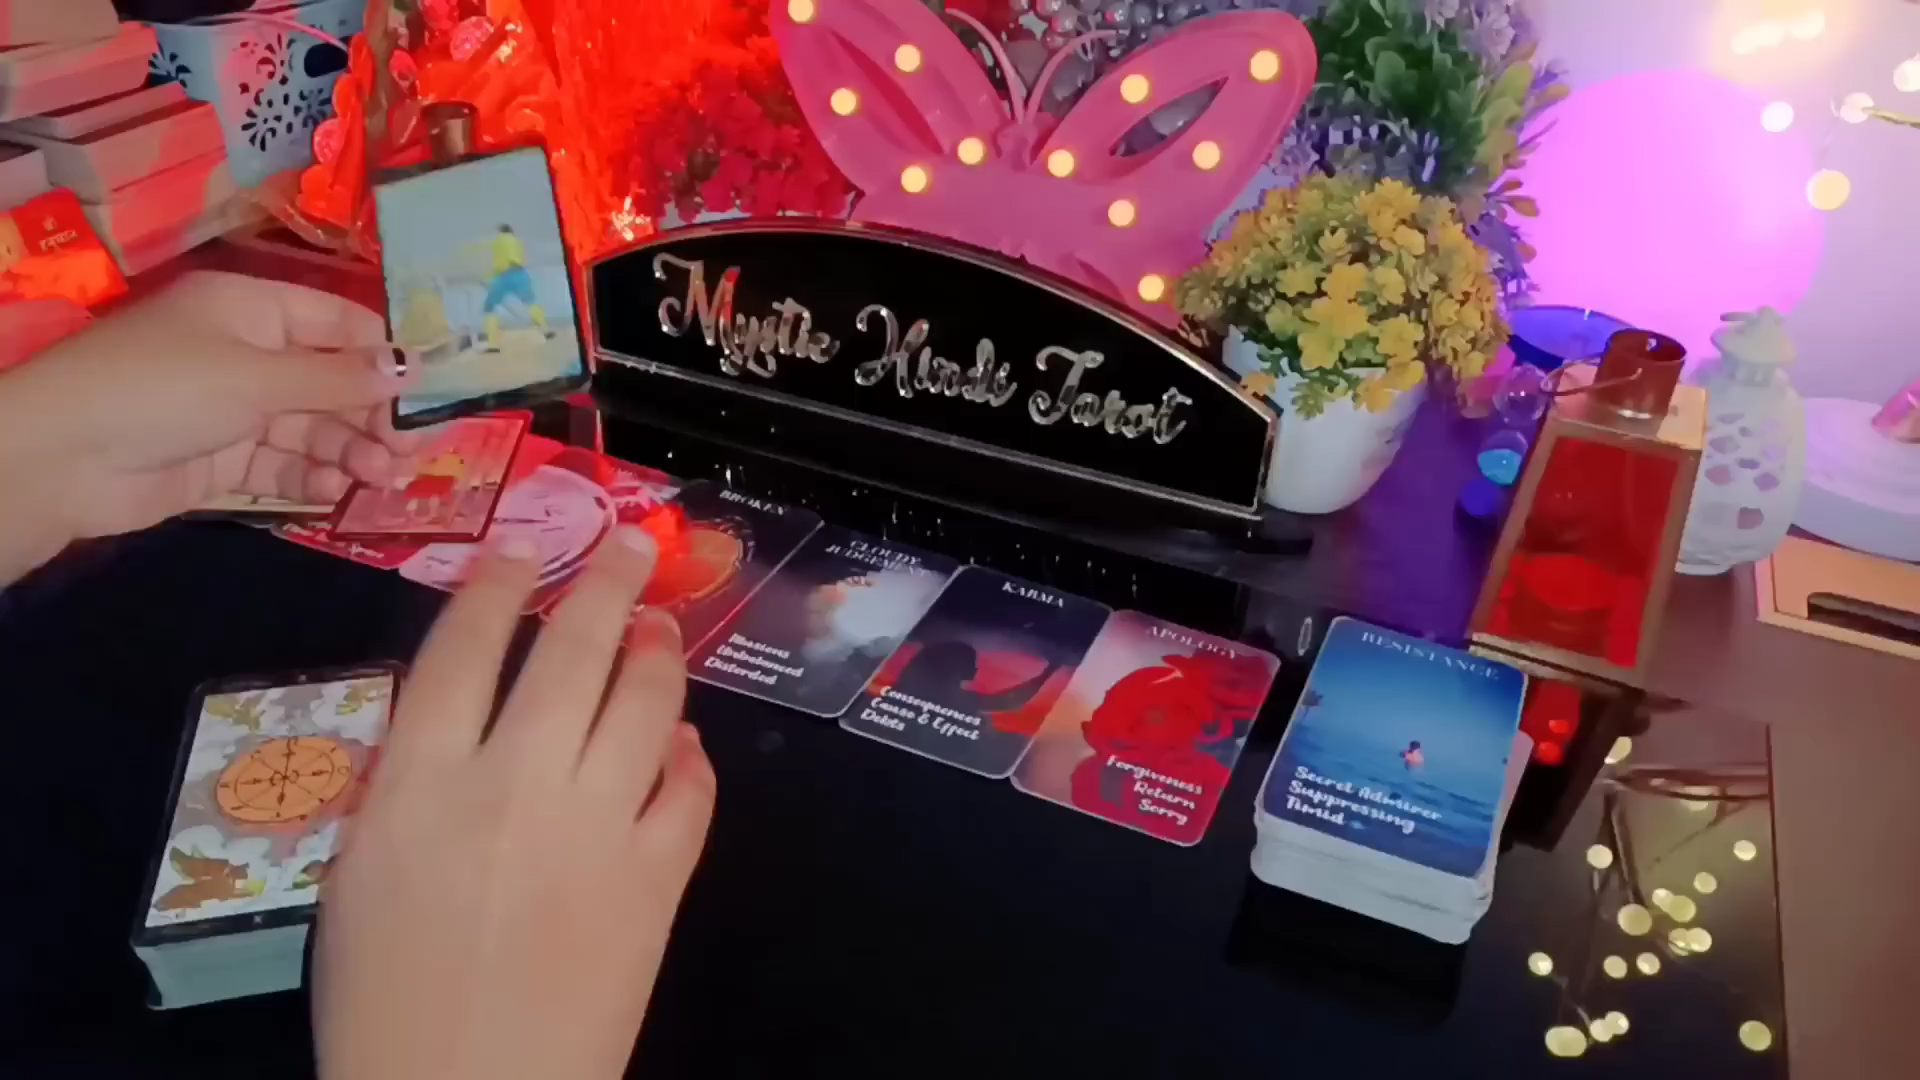 Mystic Hindi Tarot
BROKEN
CLOUDY
JUDGEMENT
Illusions
Unbalanced
Distorted
KARMA
Consequences
Cause & Effect
Debts
APOLOGY
Forgiveness
Return
Sorry
RESISTANCE
Secret Admirer
Suppressing
Timid
X